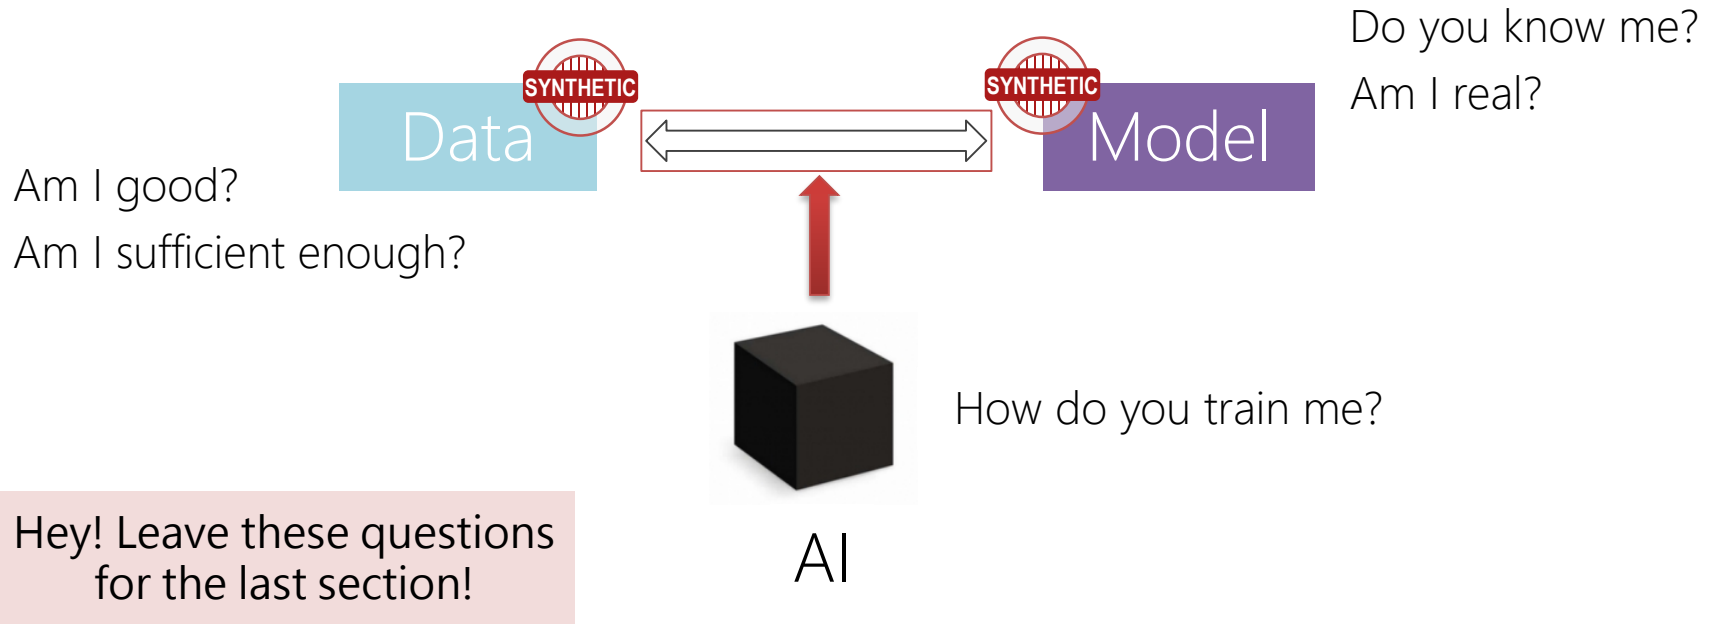 Do you know me?
Am I real?
SYNTHETIC
SYNTHETIC
Data
Model
Am I good?
Am I sufficient enough?
How do you train me?
Hey! Leave these questions
for the last section!
AI